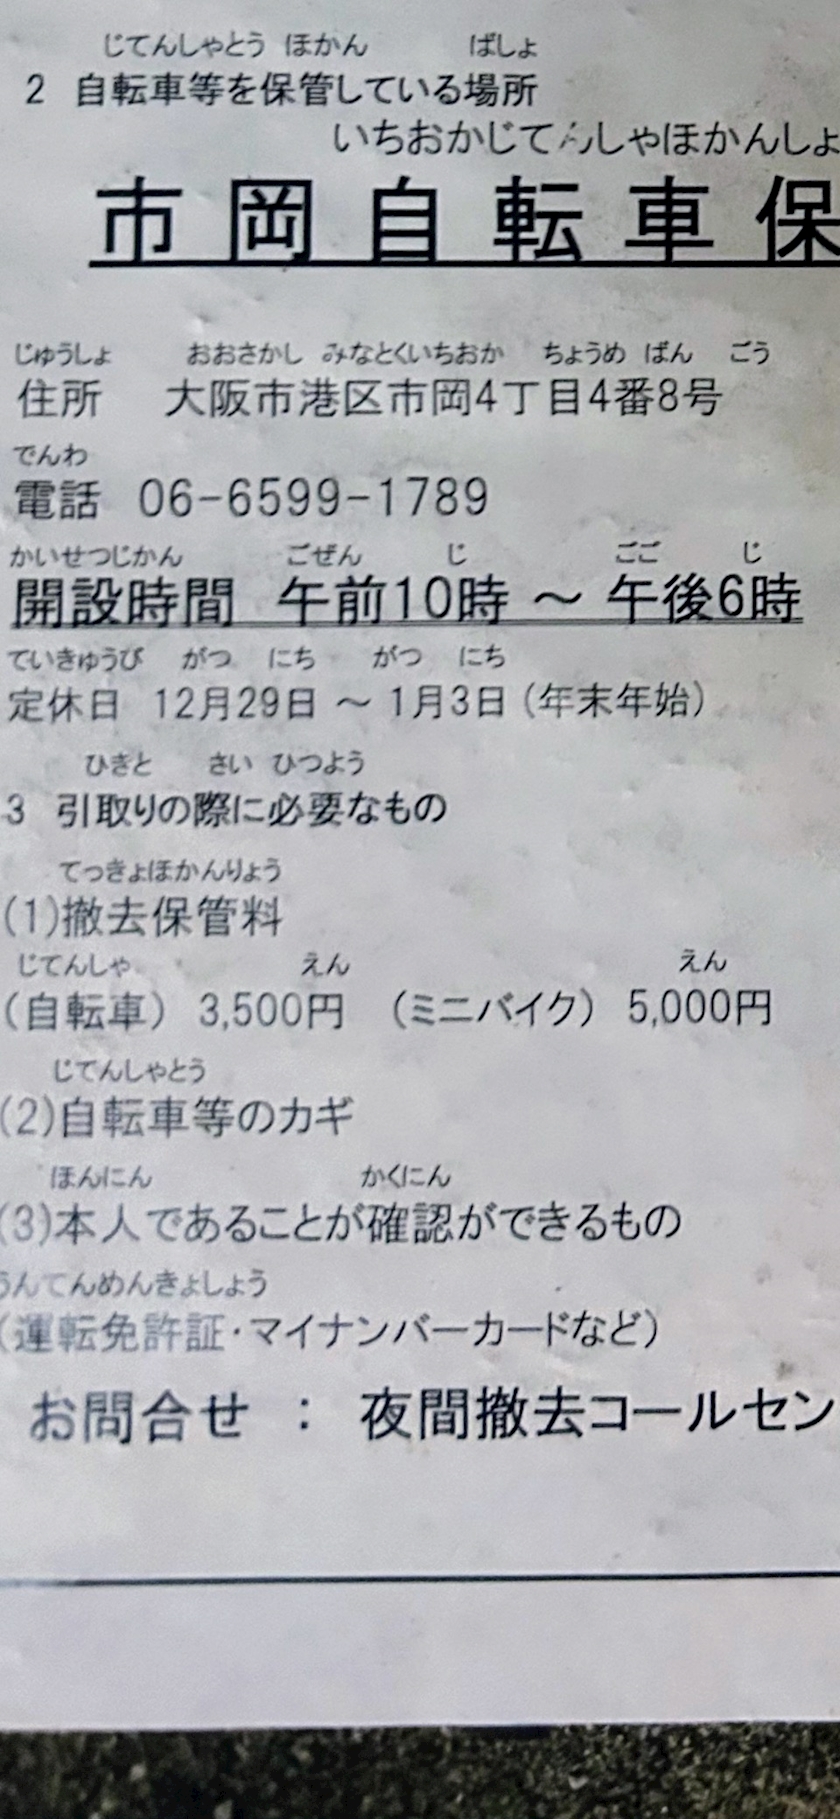 じてんしゃとう ほかん ばしょ
2 自転車等を保管している場所
いちおかじてんしゃほかんしょ
市岡自転車保
じゅうしょ おおさかし みなとくいちおか ちょうめ ばん ごう
住所 大阪市港区市岡4丁目4番8号
でんわ
電話 06-6599-1789
かいせつじかん ごぜん じ ごご じ
開設時間 午前10時 ～ 午後6時
ていきゅうび がつ にち がつ にち
定休日 12月29日 ～ 1月3日（年末年始）
ひきと さい ひつよう
3 引取りの際に必要なもの
てっきょほかんりょう
(1)撤去保管料
じてんしゃ えん えん
（自転車） 3,500円 （ミニバイク） 5,000円
じてんしゃとう
(2)自転車等のカギ
ほんにん かくにん
(3)本人であることが確認ができるもの
うんてんめんきょしょう
（運転免許証・マイナンバーカードなど）
お問合せ ： 夜間撤去コールセン